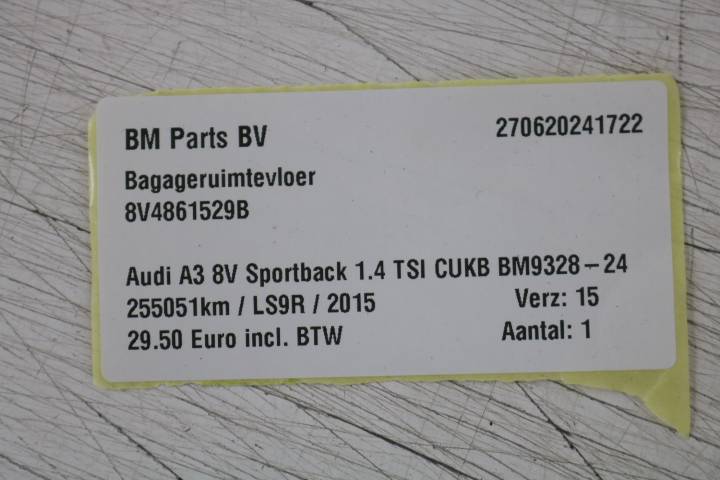 BM Parts BV 270620241722
Bagageruimtevloer
8V4861529B
Audi A3 8V Sportback 1.4 TSI CUKB BM9328-24
255051km / LS9R / 2015 Verz: 15
29.50 Euro incl. BTW Aantal: 1